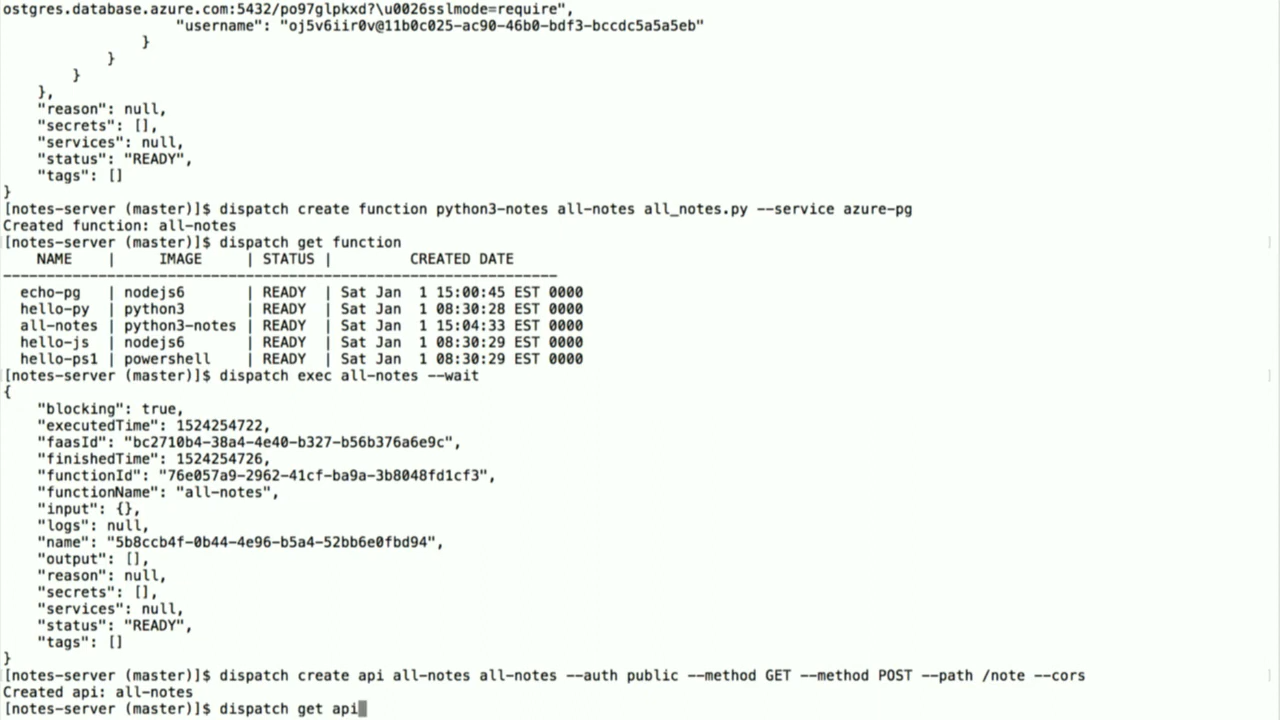 ostgres.database.azure.com:5432/po97glpkxd?\u0026sslmode=require",
"username": "oj5v6iir0v@11b0c025-ac90-46b0-bdf3-bccdc5a5a5eb"
}
}
}
},
"reason": null,
"secrets": [],
"services": null,
"status": "READY",
"tags": []
}
[notes-server (master)]$ dispatch create function python3-notes all-notes all_notes.py --service azure-pg
Created function: all-notes
[notes-server (master)]$ dispatch get function
NAME | IMAGE | STATUS | CREATED DATE
----------------------------------------------------------------
echo-pg | nodejs6 | READY | Sat Jan 1 15:00:45 EST 0000
hello-py | python3 | READY | Sat Jan 1 08:30:28 EST 0000
all-notes | python3-notes | READY | Sat Jan 1 15:04:33 EST 0000
hello-js | nodejs6 | READY | Sat Jan 1 08:30:29 EST 0000
hello-ps1 | powershell | READY | Sat Jan 1 08:30:29 EST 0000
[notes-server (master)]$ dispatch exec all-notes --wait
{
"blocking": true,
"executedTime": 1524254722,
"faasId": "bc2710b4-38a4-4e40-b327-b56b376a6e9c",
"finishedTime": 1524254726,
"functionId": "76e057a9-2962-41cf-ba9a-3b8048fd1cf3",
"functionName": "all-notes",
"input": {},
"logs": null,
"name": "5b8ccb4f-0b44-4e96-b5a4-52bb6e0fbd94",
"output": [],
"reason": null,
"secrets": [],
"services": null,
"status": "READY",
"tags": []
}
[notes-server (master)]$ dispatch create api all-notes all-notes --auth public --method GET --method POST --path /note --cors
Created api: all-notes
[notes-server (master)]$ dispatch get api